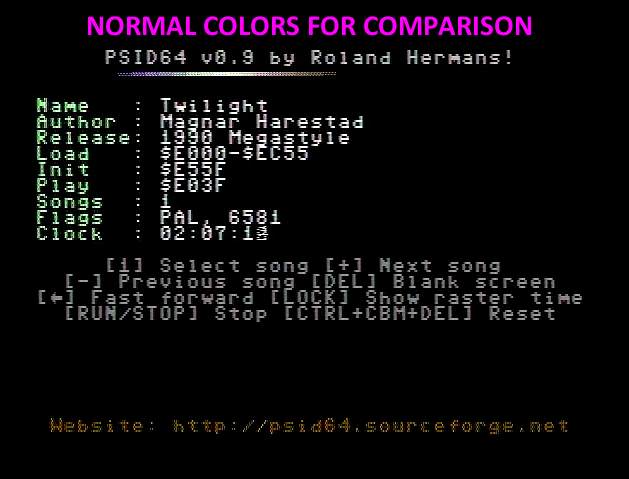 NORMAL COLORS FOR COMPARISON
PSID64 v0.9 by Roland Hermans!
Name   : Twilight
Author : Magnar Harestad
Release: 1990 Megastyle
Load   : $E000-$EC55
Init   : $E55F
Play   : $E03F
Songs  : 1
Flags  : PAL, 6581
Clock  : 02:07:1
[1] Select song [+] Next song
[-] Previous song [DEL] Blank screen
[←] Fast forward [LOCK] Show raster time
[RUN/STOP] Stop [CTRL+CBM+DEL] Reset
Website: http://psid64.sourceforge.net